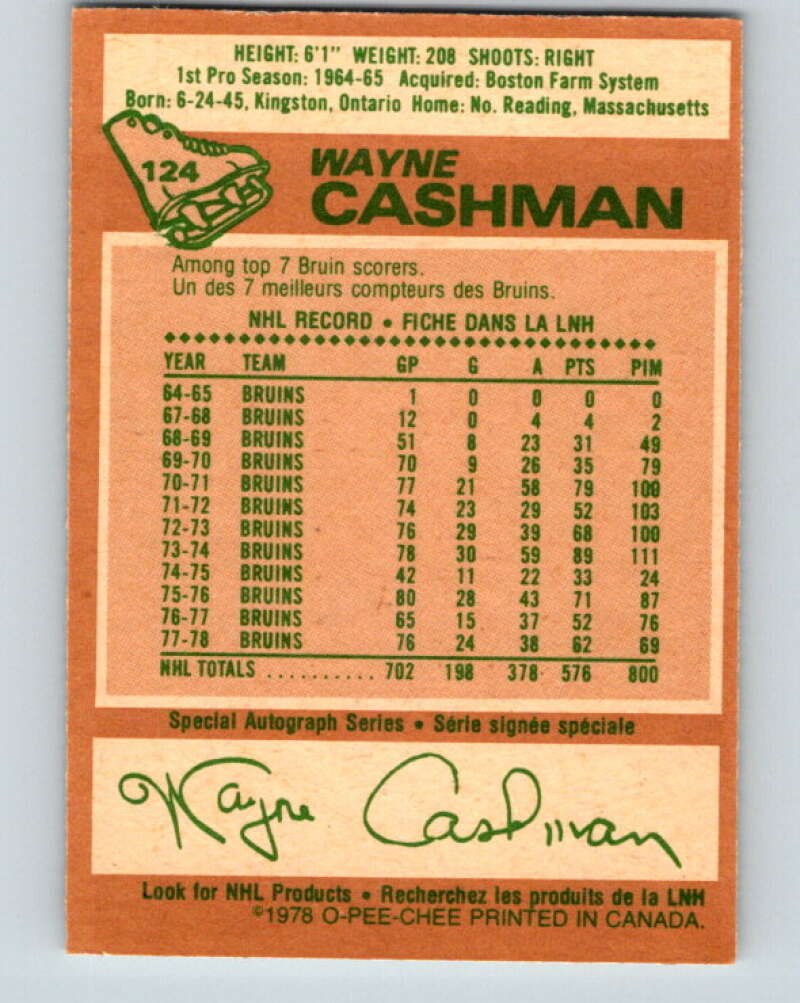 HEIGHT: 6'1" WEIGHT: 208 SHOOTS: RIGHT
1st Pro Season: 1964-65 Acquired: Boston Farm System
Born: 6-24-45, Kingston, Ontario Home: No. Reading, Massachusetts
124
WAYNE
CASHMAN
Among top 7 Bruin scorers.
Un des 7 meilleurs compteurs des Bruins.
NHL RECORD • FICHE DANS LA LNH
YEAR TEAM GP G A PTS PIM
64-65 BRUINS 1 0 0 0 0
67-68 BRUINS 12 0 4 4 2
68-69 BRUINS 51 8 23 31 49
69-70 BRUINS 70 9 26 35 79
70-71 BRUINS 77 21 58 79 100
71-72 BRUINS 74 23 29 52 103
72-73 BRUINS 76 29 39 68 100
73-74 BRUINS 78 30 59 89 111
74-75 BRUINS 42 11 22 33 24
75-76 BRUINS 80 28 43 71 87
76-77 BRUINS 65 15 37 52 76
77-78 BRUINS 76 24 38 62 69
NHL TOTALS .......... 702 198 378 576 800
Special Autograph Series • Série signée spéciale
Wayne Cashman
Look for NHL Products • Recherchez les produits de la LNH
©1978 O-PEE-CHEE PRINTED IN CANADA.